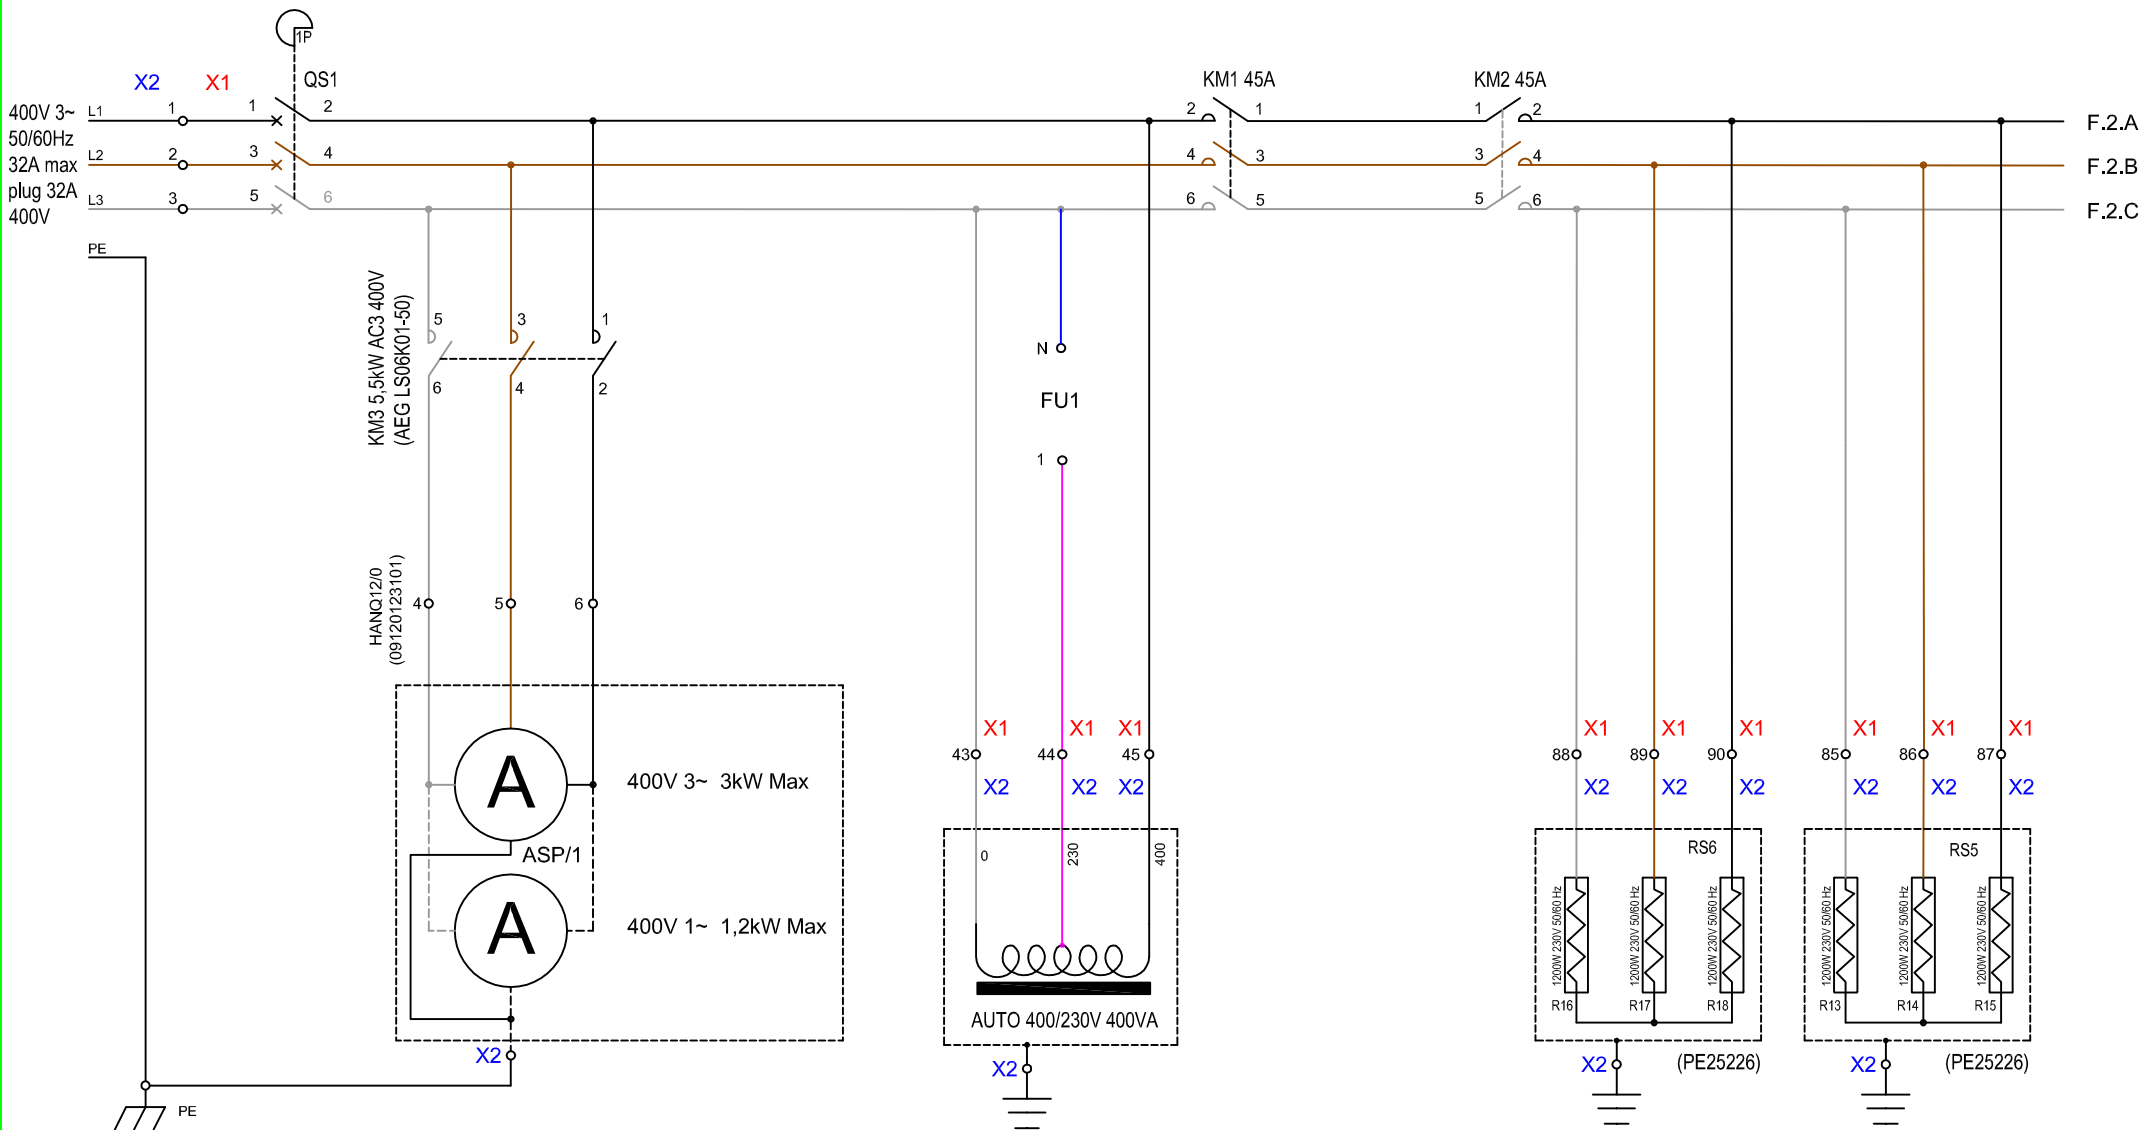 1P
QS1
X2
X1
KM1 45A
KM2 45A
400V 3~
50/60Hz
32A max
plug 32A
400V
L1
1
1
2
2
1
1
2
F.2.A
L2
2
3
4
4
3
3
4
F.2.B
L3
3
5
6
6
5
5
6
F.2.C
PE
KM3 5,5kW AC3 400V
(AEG LS06K01-50)
5
3
1
6
4
2
N
FU1
1
HANQ12/0
(09120123101)
4
5
6
X1
X1
X1
X1
X1
X1
X1
X1
X1
43
44
45
88
89
90
85
86
87
X2
X2
X2
X2
X2
X2
X2
X2
X2
A
400V 3~ 3kW Max
ASP/1
A
400V 1~ 1,2kW Max
0
230
400
AUTO 400/230V 400VA
RS6
RS5
1200W 230V 50/60 Hz
1200W 230V 50/60 Hz
1200W 230V 50/60 Hz
1200W 230V 50/60 Hz
1200W 230V 50/60 Hz
1200W 230V 50/60 Hz
R16
R17
R18
R13
R14
R15
X2
X2
X2
(PE25226)
X2
(PE25226)
PE